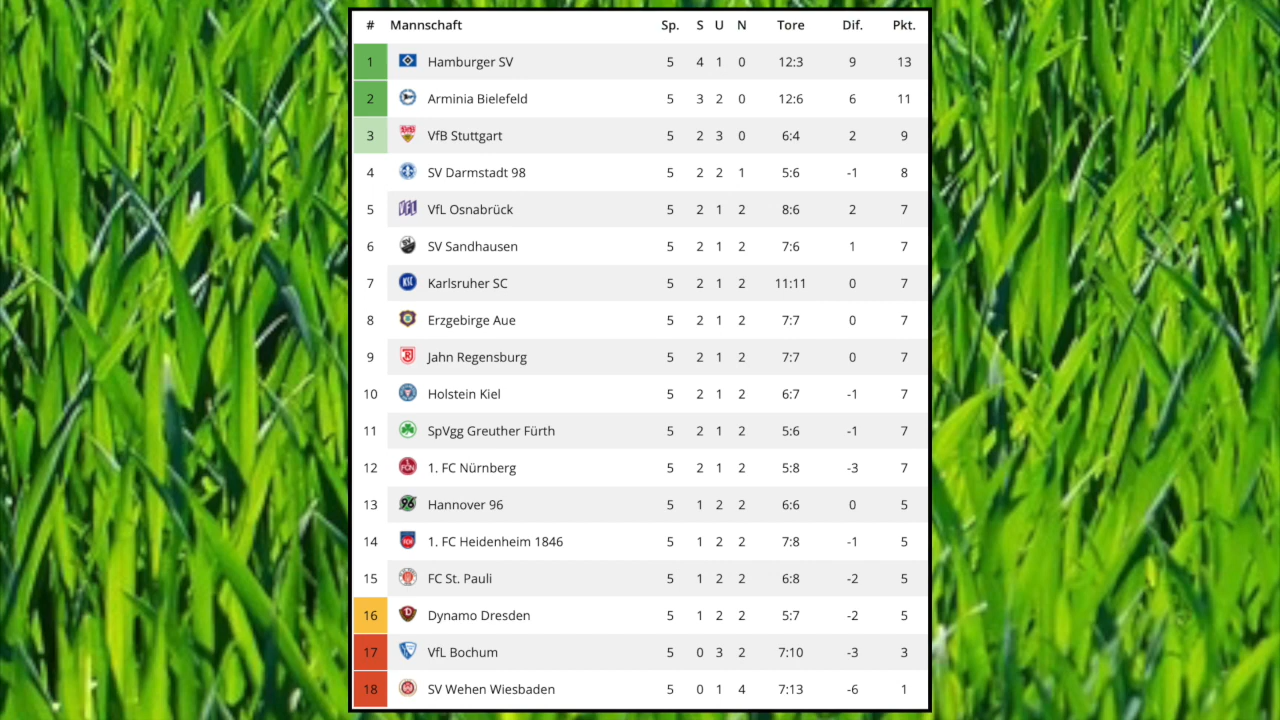 # Mannschaft Sp. S U N Tore Dif. Pkt.
1 Hamburger SV 5 4 1 0 12:3 9 13
2 Arminia Bielefeld 5 3 2 0 12:6 6 11
3 VfB Stuttgart 5 2 3 0 6:4 2 9
4 SV Darmstadt 98 5 2 2 1 5:6 -1 8
5 VfL Osnabrück 5 2 1 2 8:6 2 7
6 SV Sandhausen 5 2 1 2 7:6 1 7
7 Karlsruher SC 5 2 1 2 11:11 0 7
8 Erzgebirge Aue 5 2 1 2 7:7 0 7
9 Jahn Regensburg 5 2 1 2 7:7 0 7
10 Holstein Kiel 5 2 1 2 6:7 -1 7
11 SpVgg Greuther Fürth 5 2 1 2 5:6 -1 7
12 1. FC Nürnberg 5 2 1 2 5:8 -3 7
13 Hannover 96 5 1 2 2 6:6 0 5
14 1. FC Heidenheim 1846 5 1 2 2 7:8 -1 5
15 FC St. Pauli 5 1 2 2 6:8 -2 5
16 Dynamo Dresden 5 1 2 2 5:7 -2 5
17 VfL Bochum 5 0 3 2 7:10 -3 3
18 SV Wehen Wiesbaden 5 0 1 4 7:13 -6 1